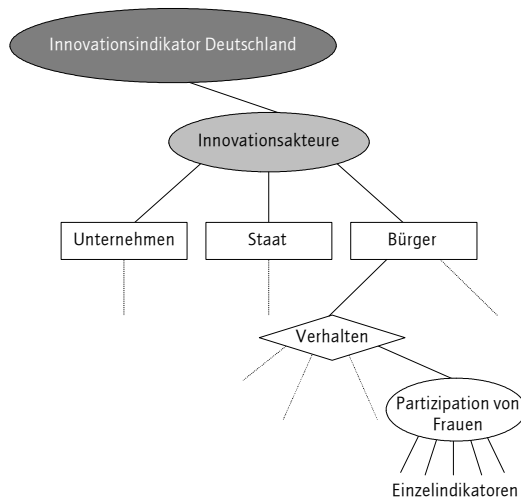 Innovationsindikator Deutschland
Innovationsakteure
Unternehmen
Staat
Bürger
Verhalten
Partizipation von
Frauen
Einzelindikatoren